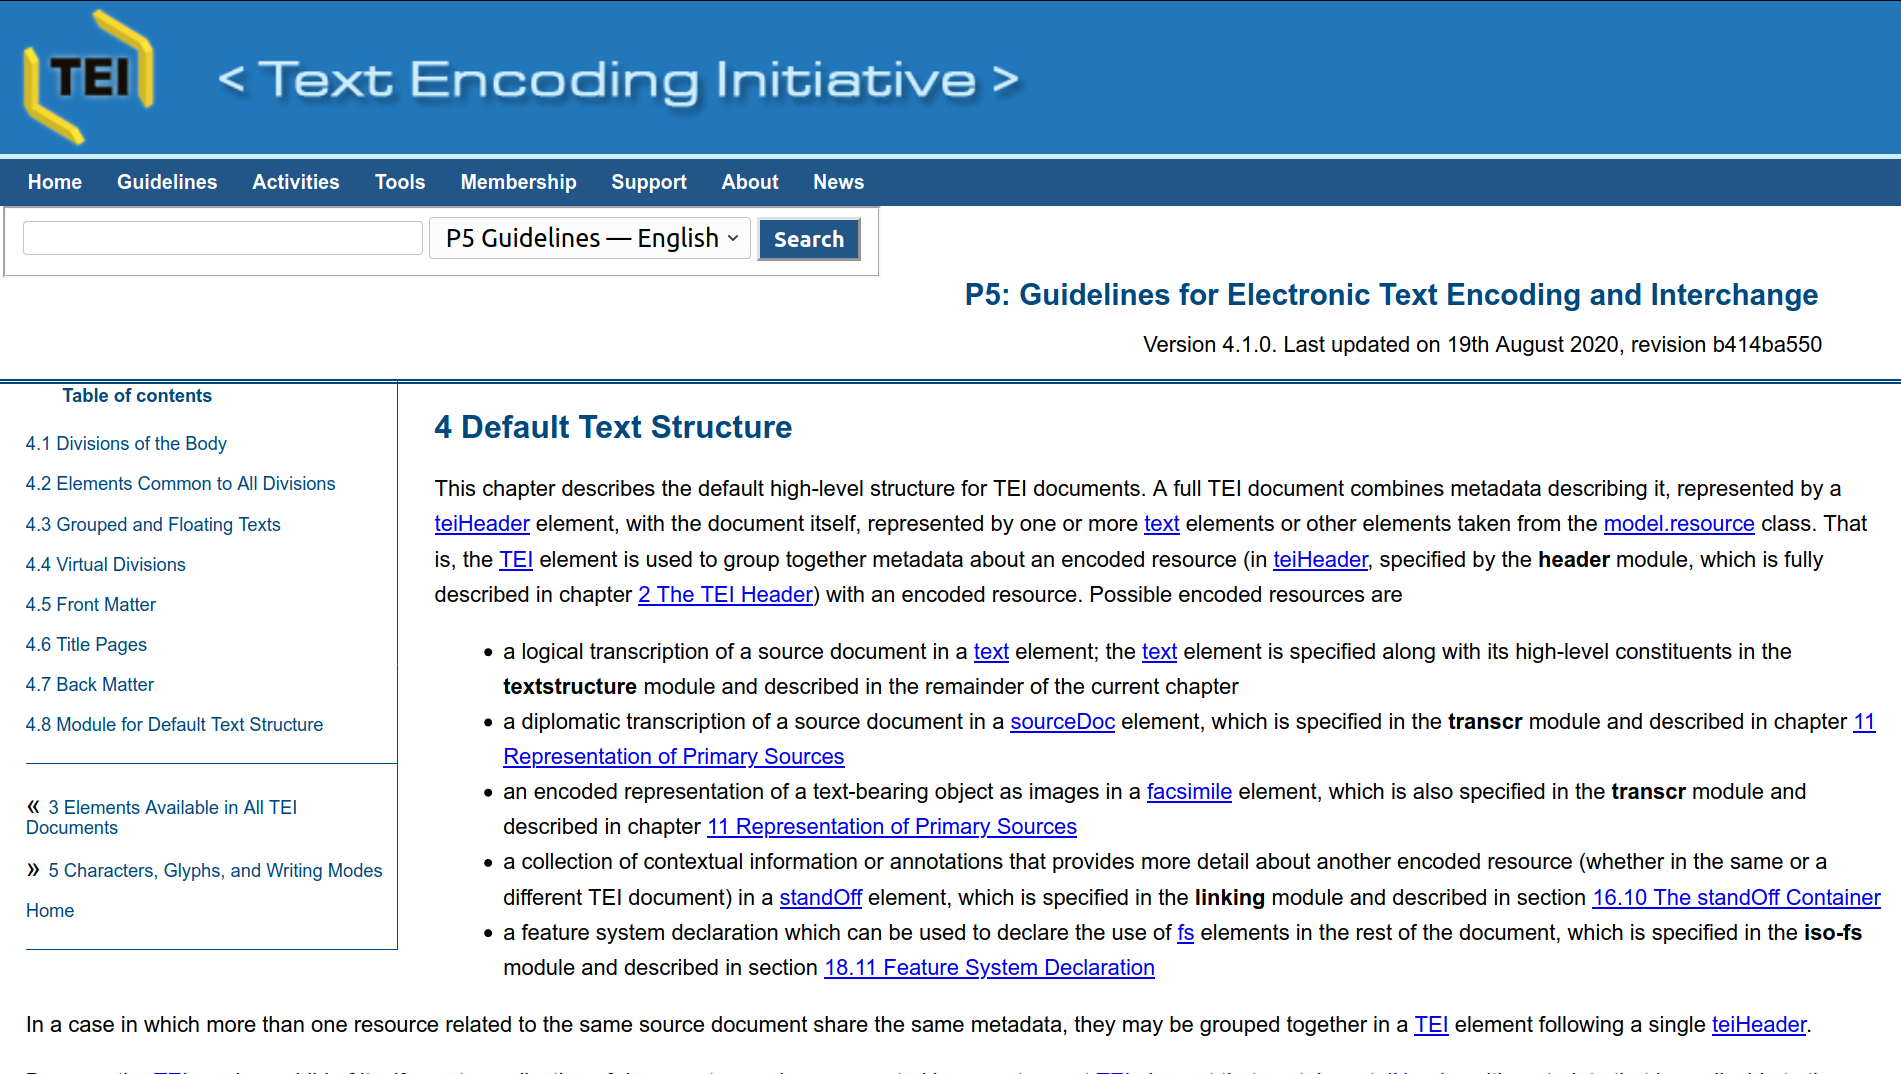 TEI
< Text Encoding Initiative >
Home Guidelines Activities Tools Membership Support About News
P5 Guidelines — English Search
P5: Guidelines for Electronic Text Encoding and Interchange
Version 4.1.0. Last updated on 19th August 2020, revision b414ba550
Table of contents
4.1 Divisions of the Body
4.2 Elements Common to All Divisions
4.3 Grouped and Floating Texts
4.4 Virtual Divisions
4.5 Front Matter
4.6 Title Pages
4.7 Back Matter
4.8 Module for Default Text Structure
« 3 Elements Available in All TEI
Documents
» 5 Characters, Glyphs, and Writing Modes
Home
4 Default Text Structure
This chapter describes the default high-level structure for TEI documents. A full TEI document combines metadata describing it, represented by a
teiHeader element, with the document itself, represented by one or more text elements or other elements taken from the model.resource class. That
is, the TEI element is used to group together metadata about an encoded resource (in teiHeader, specified by the header module, which is fully
described in chapter 2 The TEI Header) with an encoded resource. Possible encoded resources are
• a logical transcription of a source document in a text element; the text element is specified along with its high-level constituents in the
textstructure module and described in the remainder of the current chapter
• a diplomatic transcription of a source document in a sourceDoc element, which is specified in the transcr module and described in chapter 11
Representation of Primary Sources
• an encoded representation of a text-bearing object as images in a facsimile element, which is also specified in the transcr module and
described in chapter 11 Representation of Primary Sources
• a collection of contextual information or annotations that provides more detail about another encoded resource (whether in the same or a
different TEI document) in a standOff element, which is specified in the linking module and described in section 16.10 The standOff Container
• a feature system declaration which can be used to declare the use of fs elements in the rest of the document, which is specified in the iso-fs
module and described in section 18.11 Feature System Declaration
In a case in which more than one resource related to the same source document share the same metadata, they may be grouped together in a TEI element following a single teiHeader.